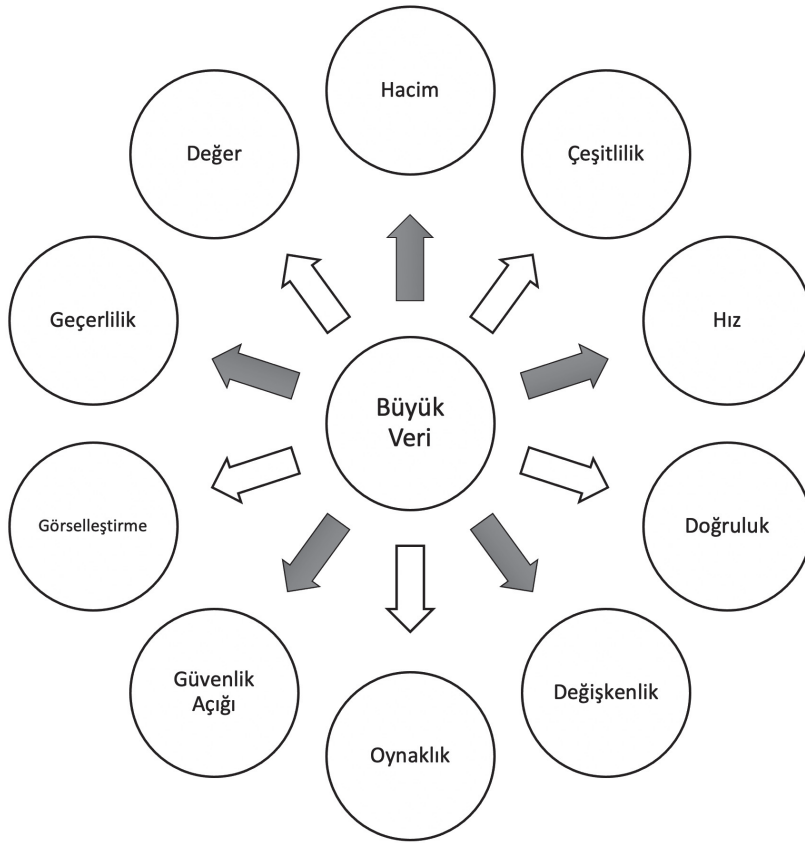 Hacim
Çeşitlilik
Hız
Doğruluk
Değişkenlik
Oynaklık
Güvenlik
Açığı
Görselleştirme
Geçerlilik
Değer
Büyük
Veri